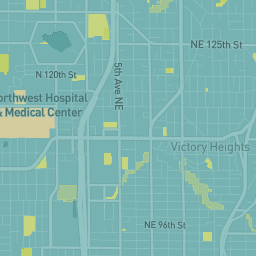 NE 125th St
N 120th St
5th Ave NE
orthwest Hospital
& Medical Center
Victory Heights
NE 96th St